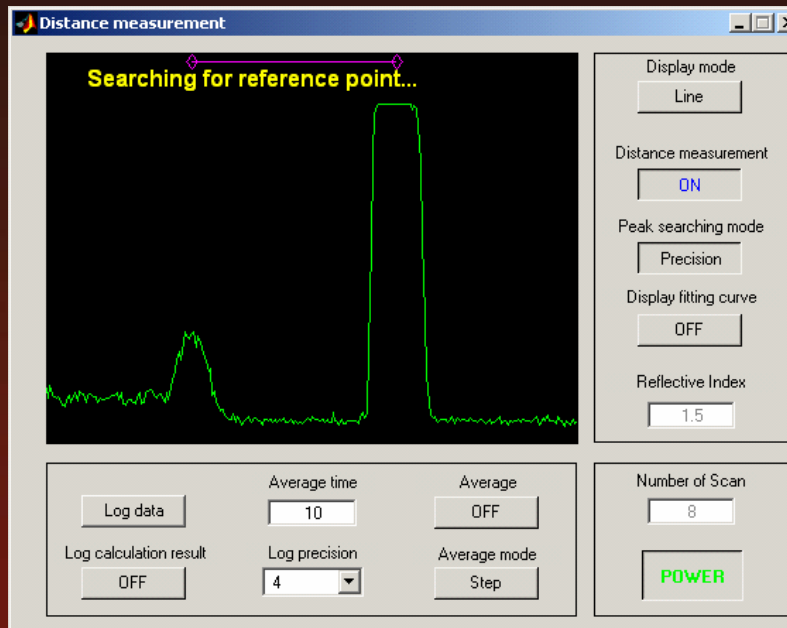 Distance measurement
Searching for reference point...
Display mode
Line
Distance measurement
ON
Peak searching mode
Precision
Display fitting curve
OFF
Reflective Index
1.5
Log data
Average time
10
Average
OFF
Log calculation result
OFF
Log precision
4
Average mode
Step
Number of Scan
8
POWER